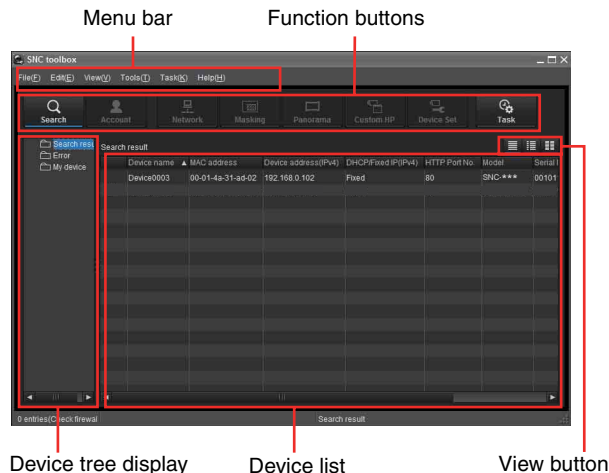 Menu bar
Function buttons
SNC toolbox
File(F) Edit(E) View(V) Tools(T) Task(K) Help(H)
Search Account Network Masking Panorama Custom HP Device Set Task
Search resu
Error
My device
Search result
Device name ▲ MAC address Device address(IPv4) DHCP/Fixed IP(IPv4) HTTP Port No. Model Serial
Device0003 00-01-4a-31-ad-02 192.168.0.102 Fixed 80 SNC-*** 00101
0 entries(Check firewal
Search result
Device tree display
Device list
View button